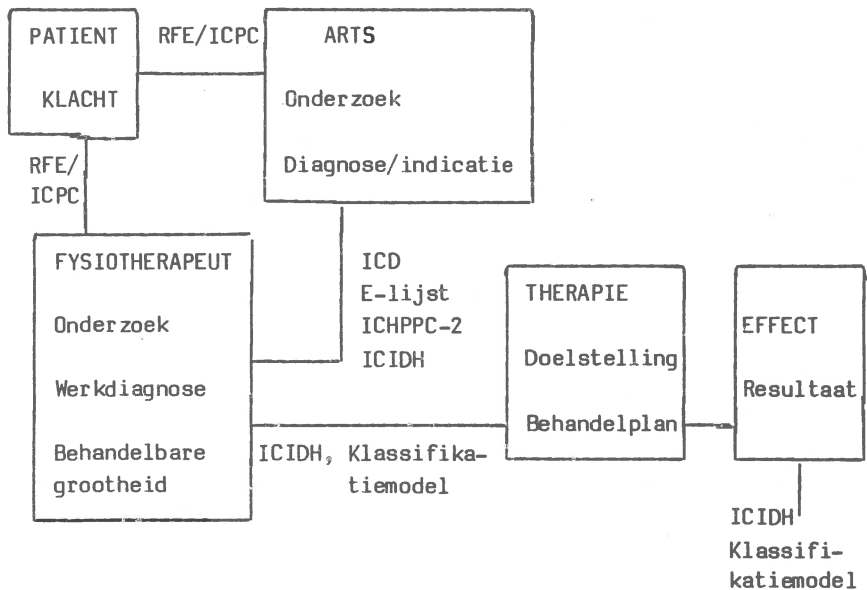 PATIENT
KLACHT
RFE/ICPC
ARTS
Onderzoek
Diagnose/indicatie
RFE/
ICPC
FYSIOTHERAPEUT
Onderzoek
Werkdiagnose
Behandelbare
grootheid
ICD
E-lijst
ICHPPC-2
ICIDH
ICIDH, Klassifika-
tiemodel
THERAPIE
Doelstelling
Behandelplan
EFFECT
Resultaat
ICIDH
Klassifi-
katiemodel